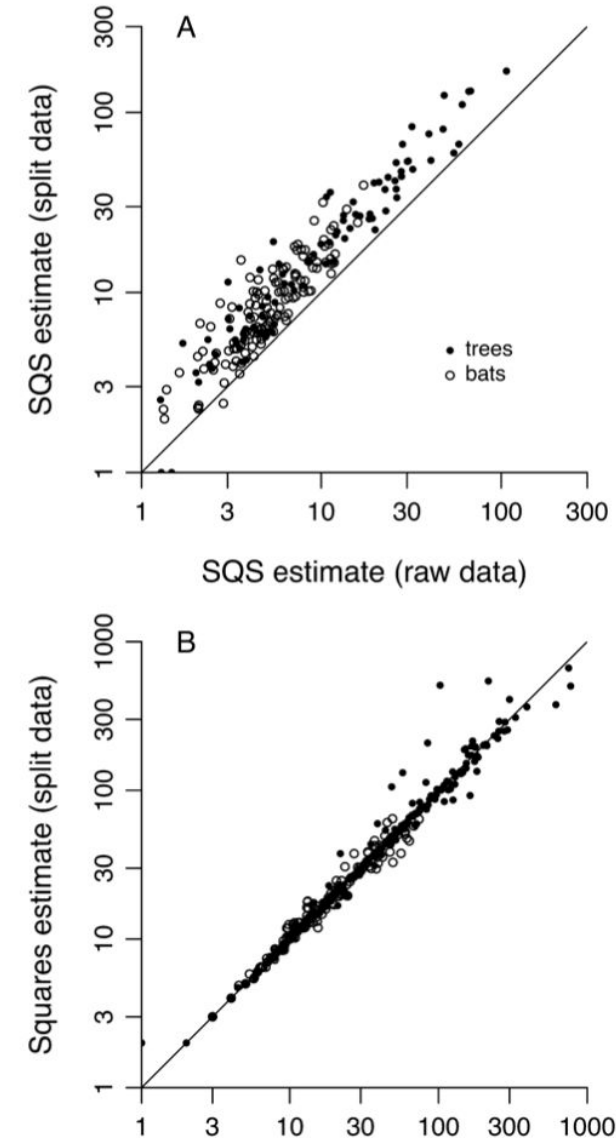 A
SQS estimate (split data)
300
100
30
10
3
1
trees
bats
1 3 10 30 100 300
SQS estimate (raw data)
B
Squares estimate (split data)
1000
300
100
30
10
3
1
1 3 10 30 100 300 1000